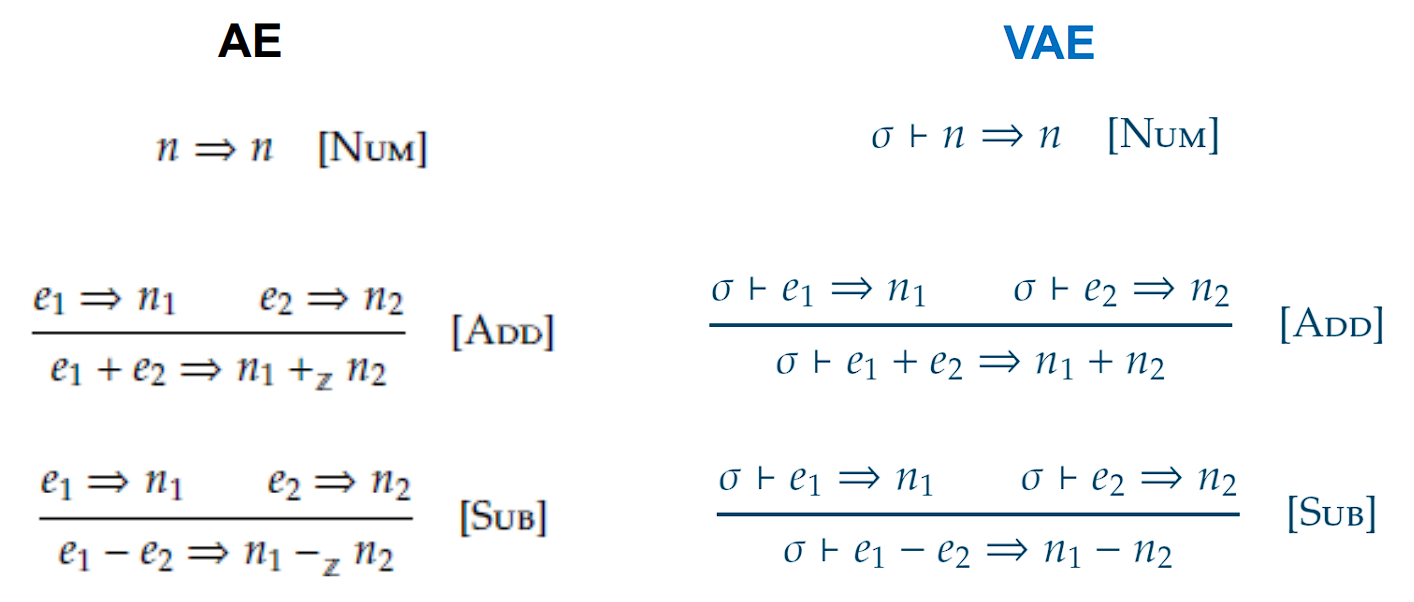 AE
n ⇒ n [NUM]
e₁ ⇒ n₁ e₂ ⇒ n₂
e₁ + e₂ ⇒ n₁ +ℤ n₂ [ADD]
e₁ ⇒ n₁ e₂ ⇒ n₂
e₁ − e₂ ⇒ n₁ −ℤ n₂ [SUB]
VAE
σ ⊢ n ⇒ n [NUM]
σ ⊢ e₁ ⇒ n₁ σ ⊢ e₂ ⇒ n₂
σ ⊢ e₁ + e₂ ⇒ n₁ + n₂ [ADD]
σ ⊢ e₁ ⇒ n₁ σ ⊢ e₂ ⇒ n₂
σ ⊢ e₁ − e₂ ⇒ n₁ − n₂ [SUB]